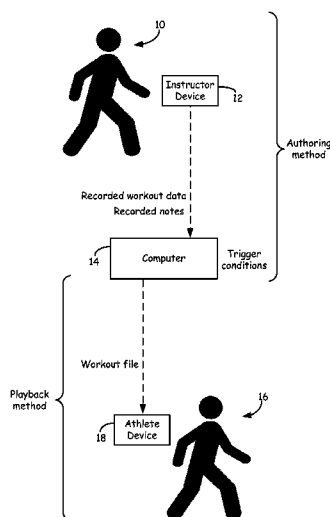 10
Instructor
Device
12
Authoring
method
Recorded workout data
Recorded notes
14
Computer
Trigger
conditions
Workout file
Playback
method
16
Athlete
Device
18